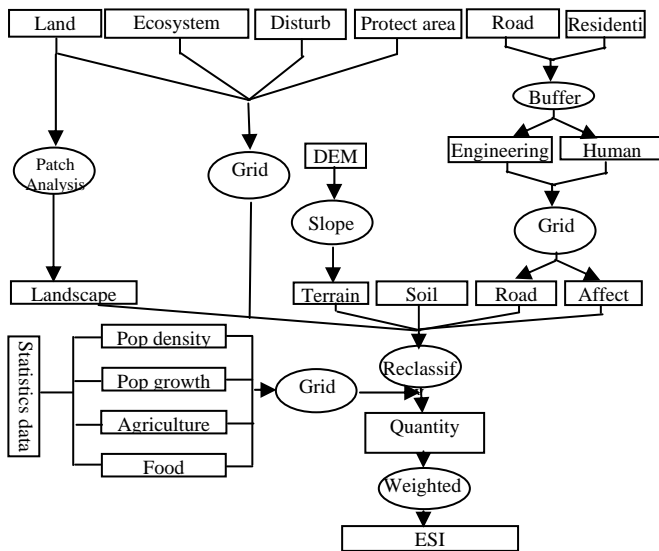 Land
Ecosystem
Disturb
Protect area
Road
Residenti
Buffer
Patch
Analysis
Grid
DEM
Engineering
Human
Slope
Grid
Landscape
Terrain
Soil
Road
Affect
Statistics data
Pop density
Pop growth
Agriculture
Food
Grid
Reclassif
Quantity
Weighted
ESI